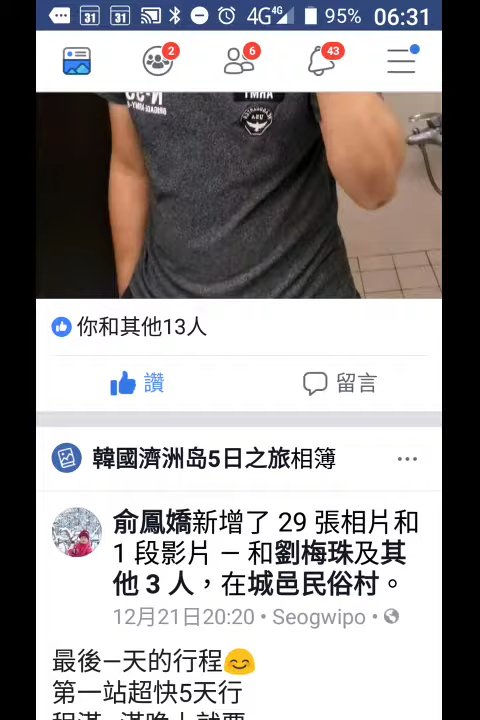 31 31 4G 4G 95% 06:31
2 6 43
你和其他13人
讚 留言
韓國濟洲岛5日之旅相簿
俞鳳嬌新增了 29 張相片和
1 段影片 — 和劉梅珠及其
他 3 人，在城邑民俗村。
12月21日20:20 • Seogwipo •
最後一天的行程😊
第一站超快5天行